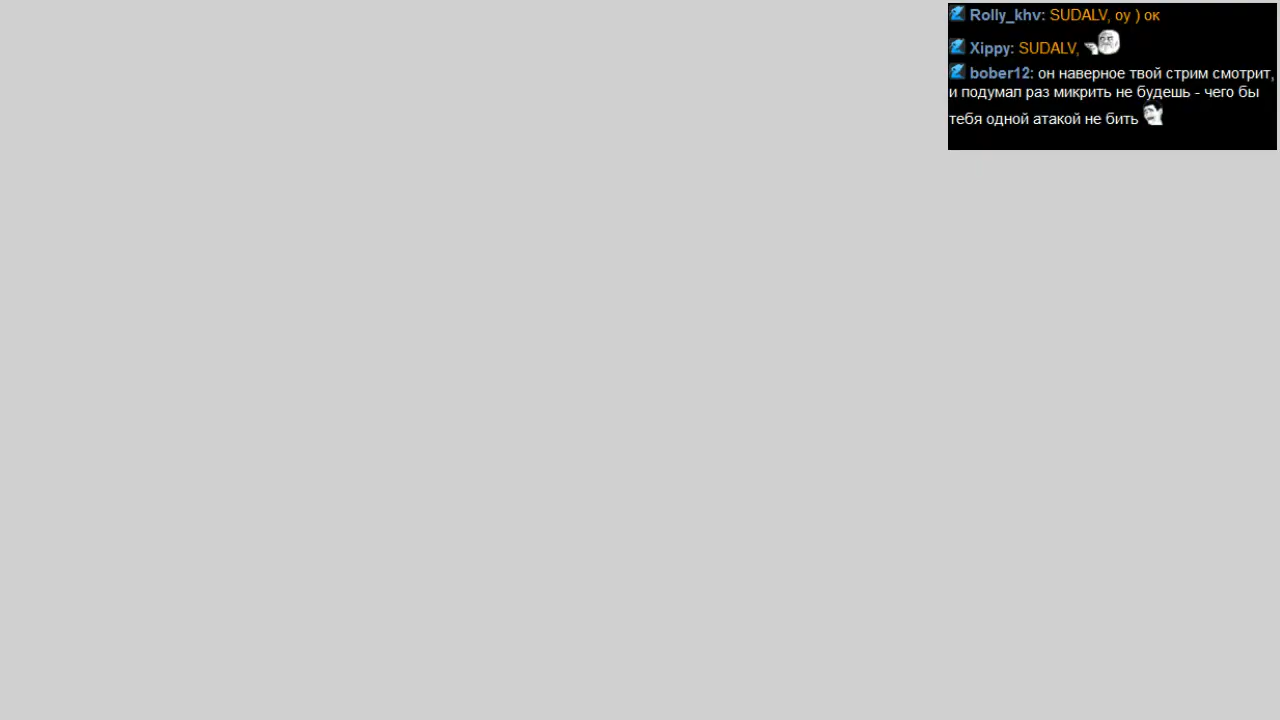 Rolly_khv: SUDALV, оу ) ок
Xippy: SUDALV,
bober12: он наверное твой стрим смотрит,
и подумал раз микрить не будешь - чего бы
тебя одной атакой не бить